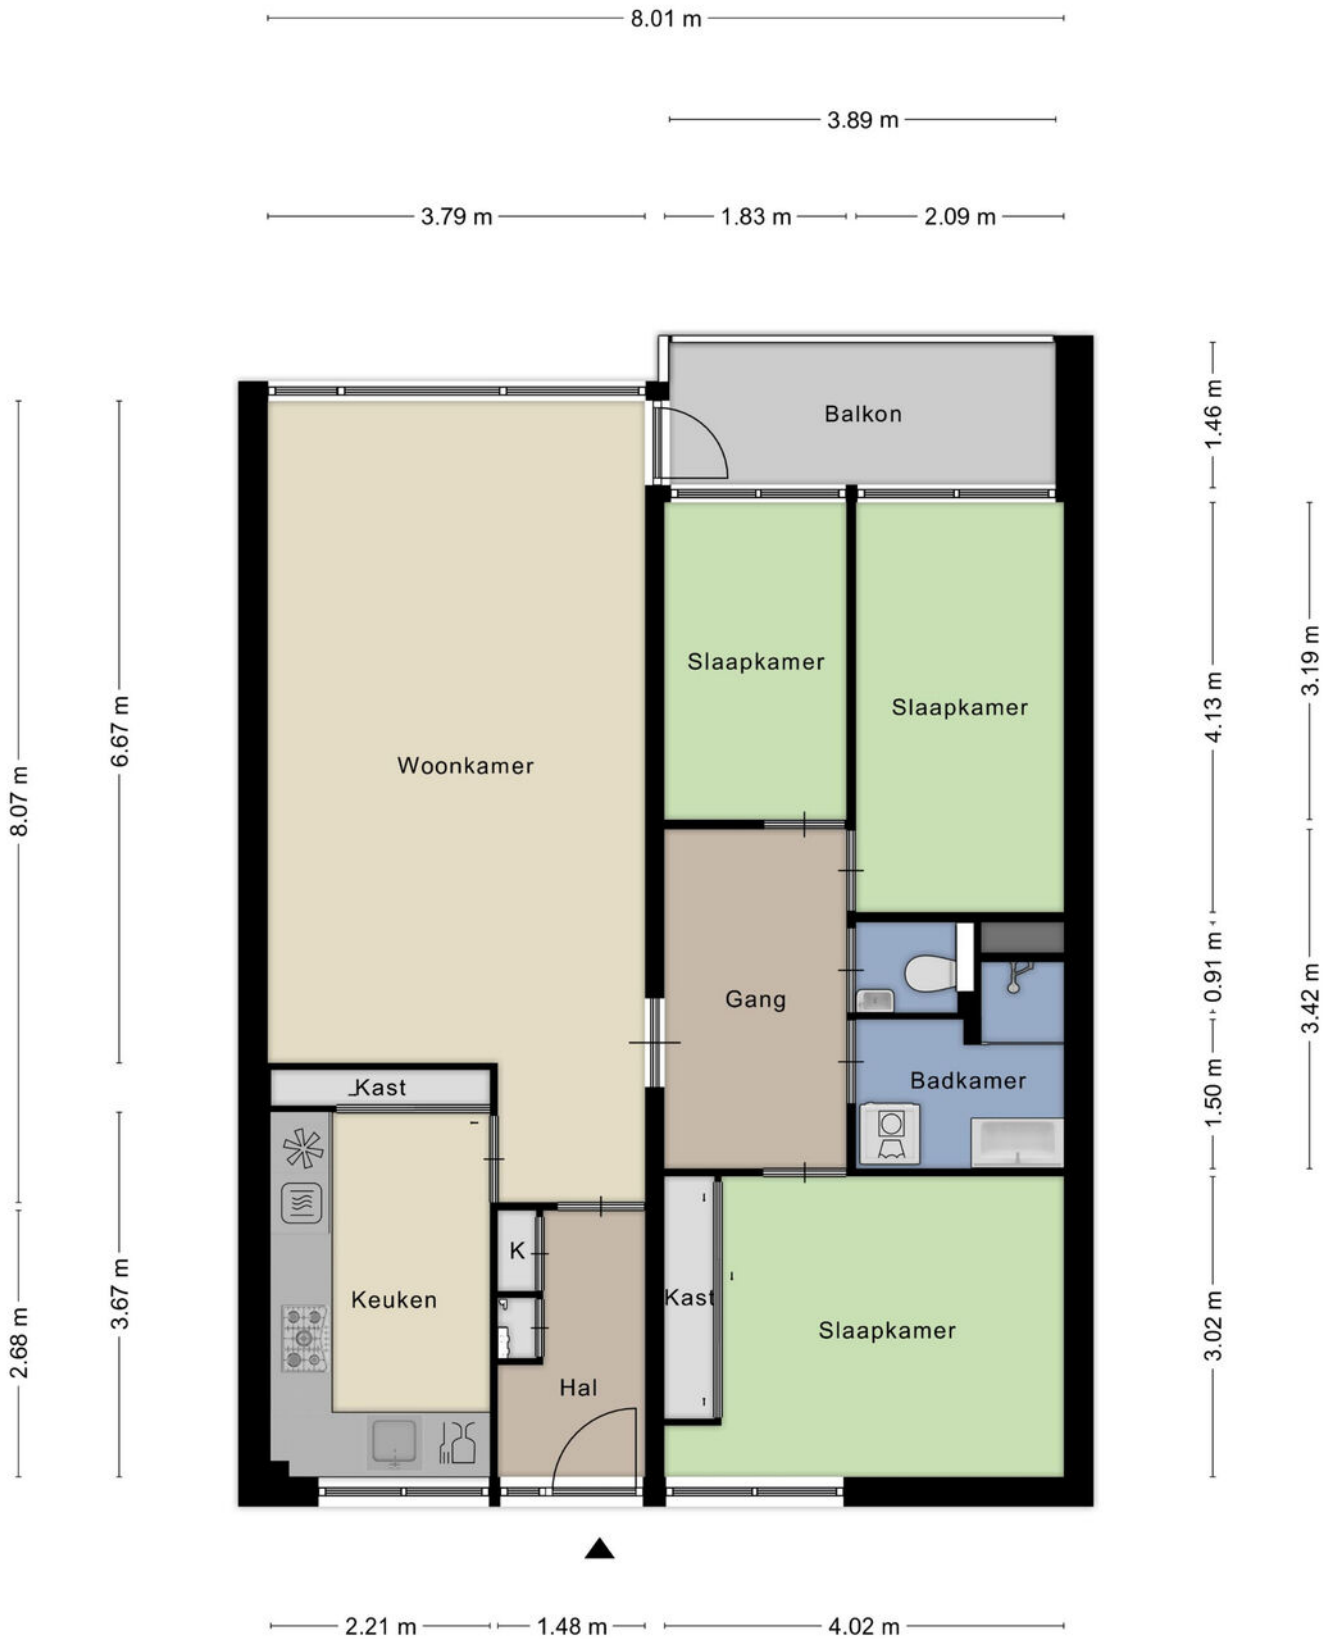 8.01 m
3.89 m
3.79 m
1.83 m
2.09 m
8.07 m
2.68 m
6.67 m
3.67 m
Balkon
Slaapkamer
Slaapkamer
Woonkamer
Gang
Badkamer
Kast
K
Keuken
Kast
Slaapkamer
Hal
1.46 m
4.13 m
0.91 m
1.50 m
3.02 m
3.19 m
3.42 m
2.21 m
1.48 m
4.02 m